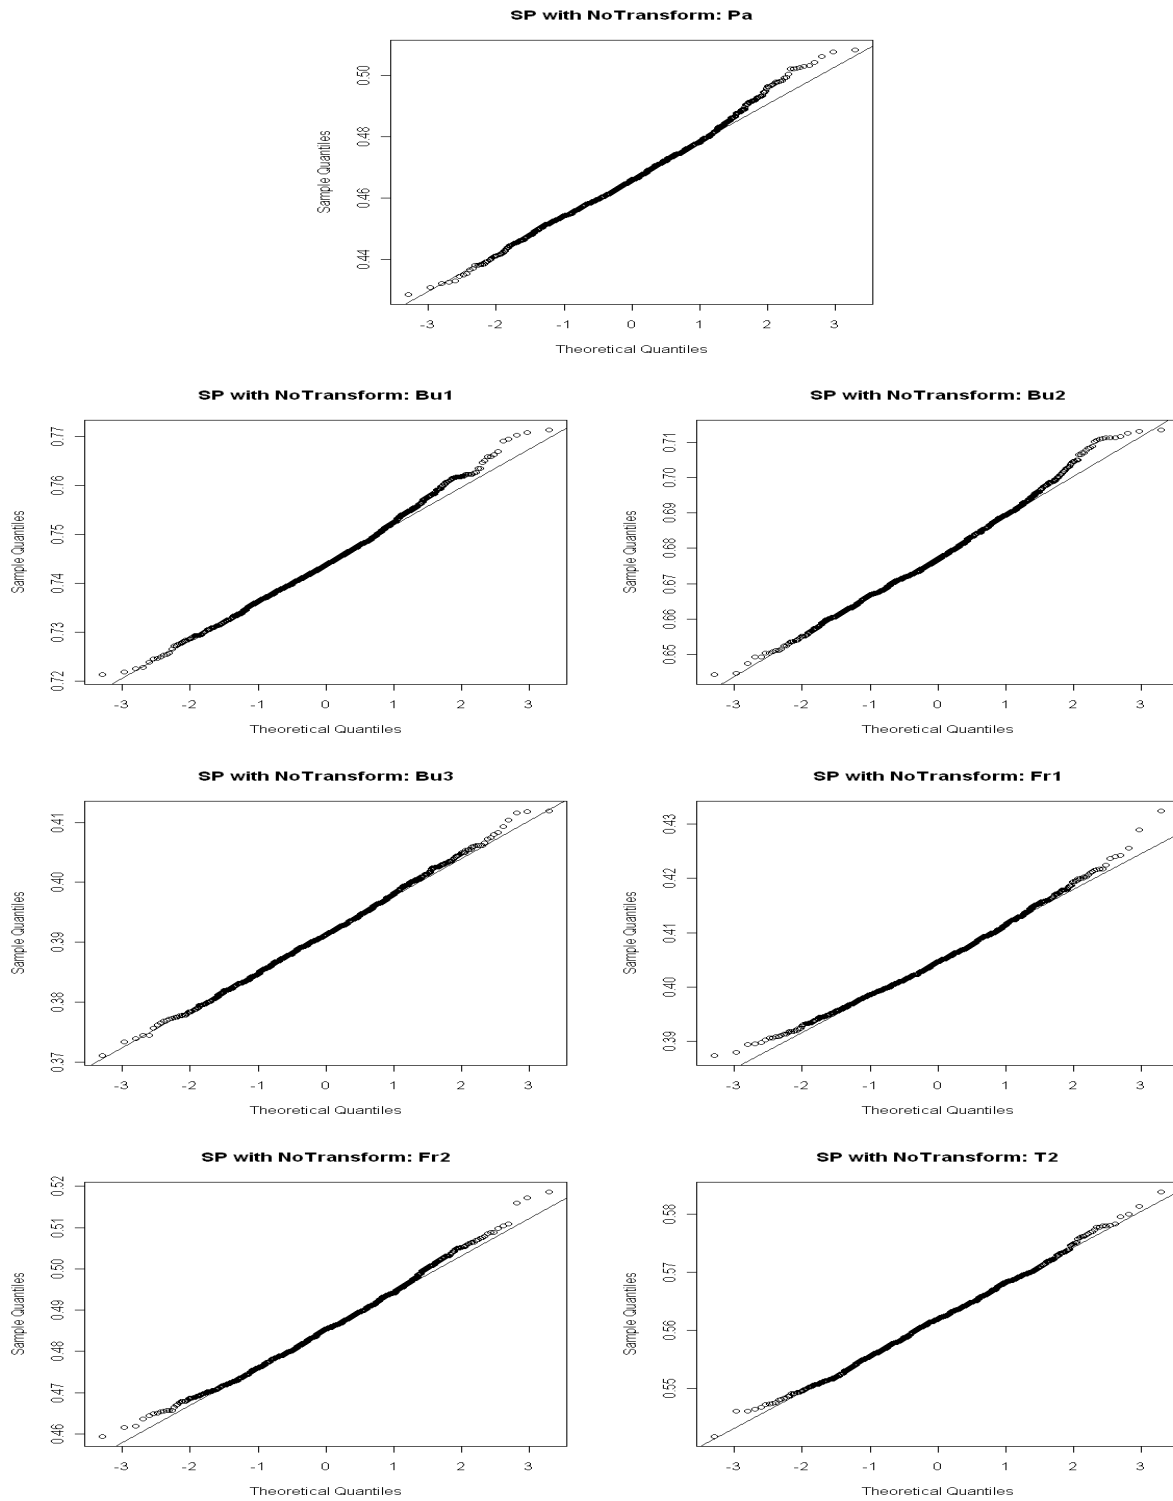 SP with NoTransform: Pa
Sample Quantiles
0.50
0.48
0.46
0.44
-3 -2 -1 0 1 2 3
Theoretical Quantiles
SP with NoTransform: Bu1
Sample Quantiles
0.77
0.76
0.75
0.74
0.73
0.72
-3 -2 -1 0 1 2 3
Theoretical Quantiles
SP with NoTransform: Bu2
Sample Quantiles
0.71
0.70
0.69
0.68
0.67
0.66
0.65
-3 -2 -1 0 1 2 3
Theoretical Quantiles
SP with NoTransform: Bu3
Sample Quantiles
0.41
0.40
0.39
0.38
0.37
-3 -2 -1 0 1 2 3
Theoretical Quantiles
SP with NoTransform: Fr1
Sample Quantiles
0.43
0.42
0.41
0.40
0.39
-3 -2 -1 0 1 2 3
Theoretical Quantiles
SP with NoTransform: Fr2
Sample Quantiles
0.52
0.51
0.50
0.49
0.48
0.47
0.46
-3 -2 -1 0 1 2 3
Theoretical Quantiles
SP with NoTransform: T2
Sample Quantiles
0.58
0.57
0.56
0.55
-3 -2 -1 0 1 2 3
Theoretical Quantiles